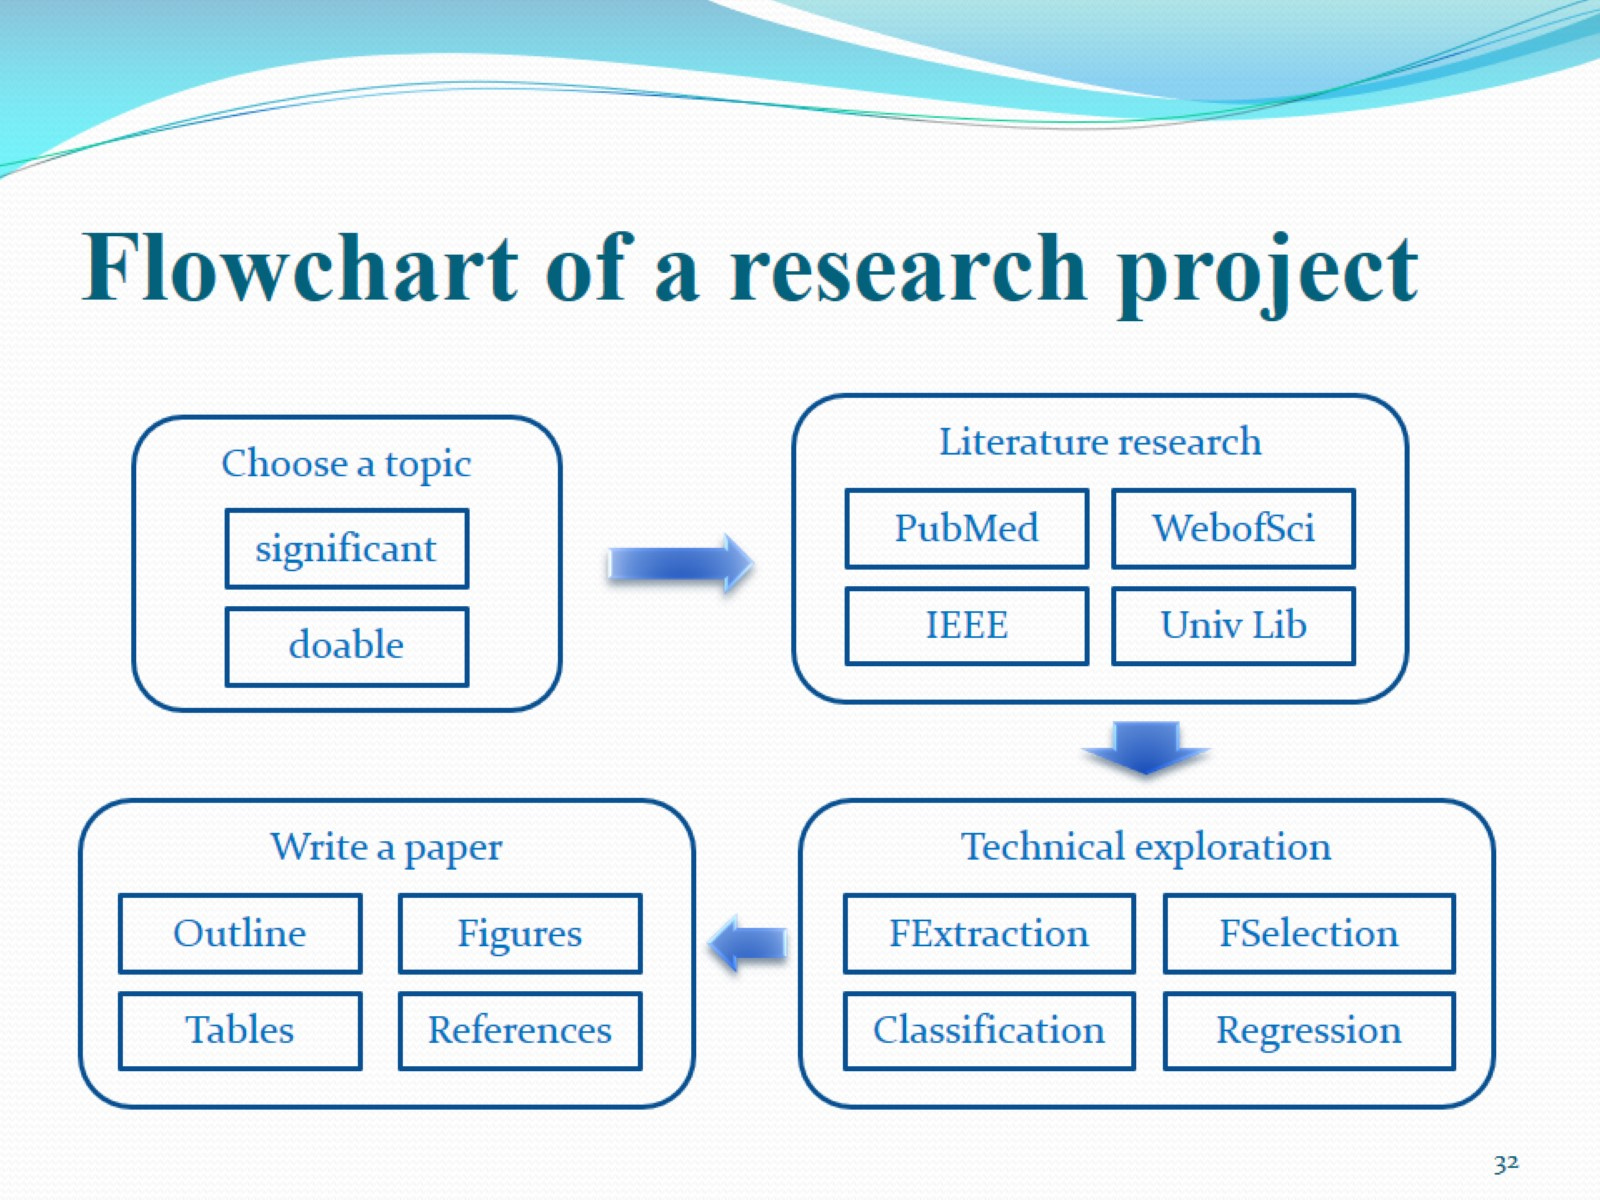 Flowchart of a research project
Choose a topic
significant
doable
Literature research
PubMed
WebofSci
IEEE
Univ Lib
Technical exploration
FExtraction
FSelection
Classification
Regression
Write a paper
Outline
Figures
Tables
References
32